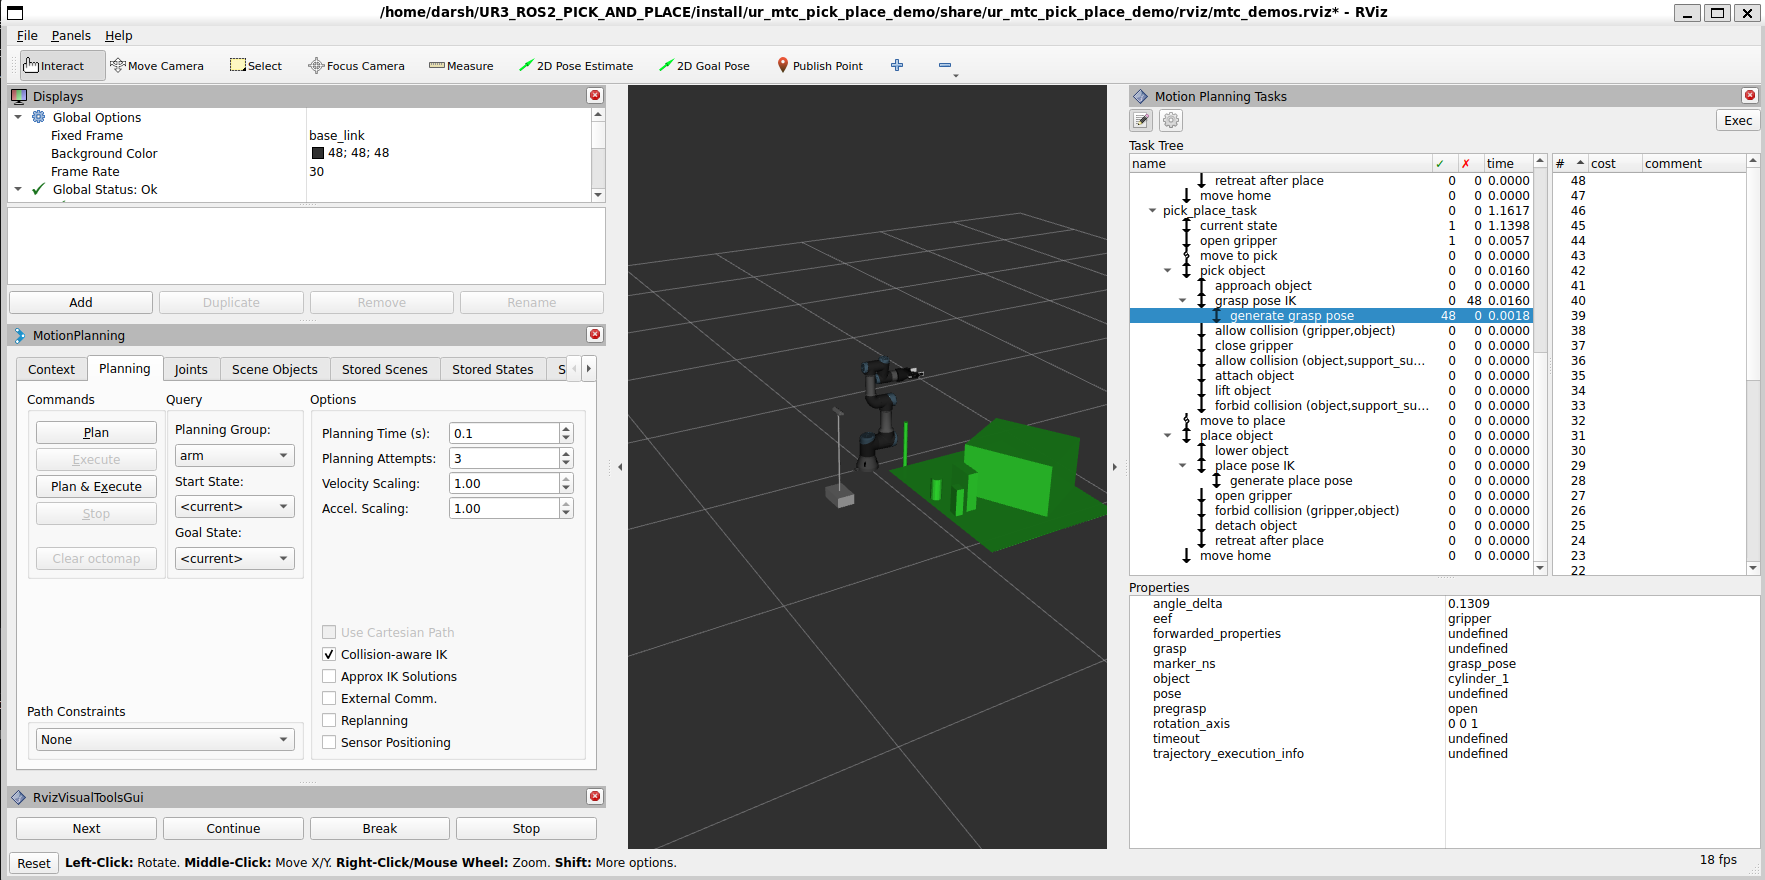 /home/darsh/UR3_ROS2_PICK_AND_PLACE/install/ur_mtc_pick_place_demo/share/ur_mtc_pick_place_demo/rviz/mtc_demos.rviz* - RViz
File Panels Help
Interact Move Camera Select Focus Camera Measure 2D Pose Estimate 2D Goal Pose Publish Point
Displays
Global Options
Fixed Frame base_link
Background Color 48; 48; 48
Frame Rate 30
Global Status: Ok
Add Duplicate Remove Rename
MotionPlanning
Context Planning Joints Scene Objects Stored Scenes Stored States S
Commands Query Options
Plan
Execute
Plan & Execute
Stop
Clear octomap
Planning Group:
arm
Start State:
<current>
Goal State:
<current>
Planning Time (s): 0.1
Planning Attempts: 3
Velocity Scaling: 1.00
Accel. Scaling: 1.00
Use Cartesian Path
Collision-aware IK
Approx IK Solutions
External Comm.
Replanning
Sensor Positioning
Path Constraints
None
RvizVisualToolsGui
Next Continue Break Stop
Reset Left-Click: Rotate. Middle-Click: Move X/Y. Right-Click/Mouse Wheel: Zoom. Shift: More options.
Motion Planning Tasks
Exec
Task Tree
name ✓ ✗ time
retreat after place 0 0 0.0000
move home 0 0 0.0000
pick_place_task 0 0 1.1617
current state 1 0 1.1398
open gripper 1 0 0.0057
move to pick 0 0 0.0000
pick object 0 0 0.0160
approach object 0 0 0.0000
grasp pose IK 0 48 0.0160
generate grasp pose 48 0 0.0018
allow collision (gripper,object) 0 0 0.0000
close gripper 0 0 0.0000
allow collision (object,support_su... 0 0 0.0000
attach object 0 0 0.0000
lift object 0 0 0.0000
forbid collision (object,support_su... 0 0 0.0000
move to place 0 0 0.0000
place object 0 0 0.0000
lower object 0 0 0.0000
place pose IK 0 0 0.0000
generate place pose 0 0 0.0000
open gripper 0 0 0.0000
forbid collision (gripper,object) 0 0 0.0000
detach object 0 0 0.0000
retreat after place 0 0 0.0000
move home 0 0 0.0000
# cost comment
48
47
46
45
44
43
42
41
40
39
38
37
36
35
34
33
32
31
30
29
28
27
26
25
24
23
22
Properties
angle_delta 0.1309
eef gripper
forwarded_properties undefined
grasp undefined
marker_ns grasp_pose
object cylinder_1
pose undefined
pregrasp open
rotation_axis 0 0 1
timeout undefined
trajectory_execution_info undefined
18 fps